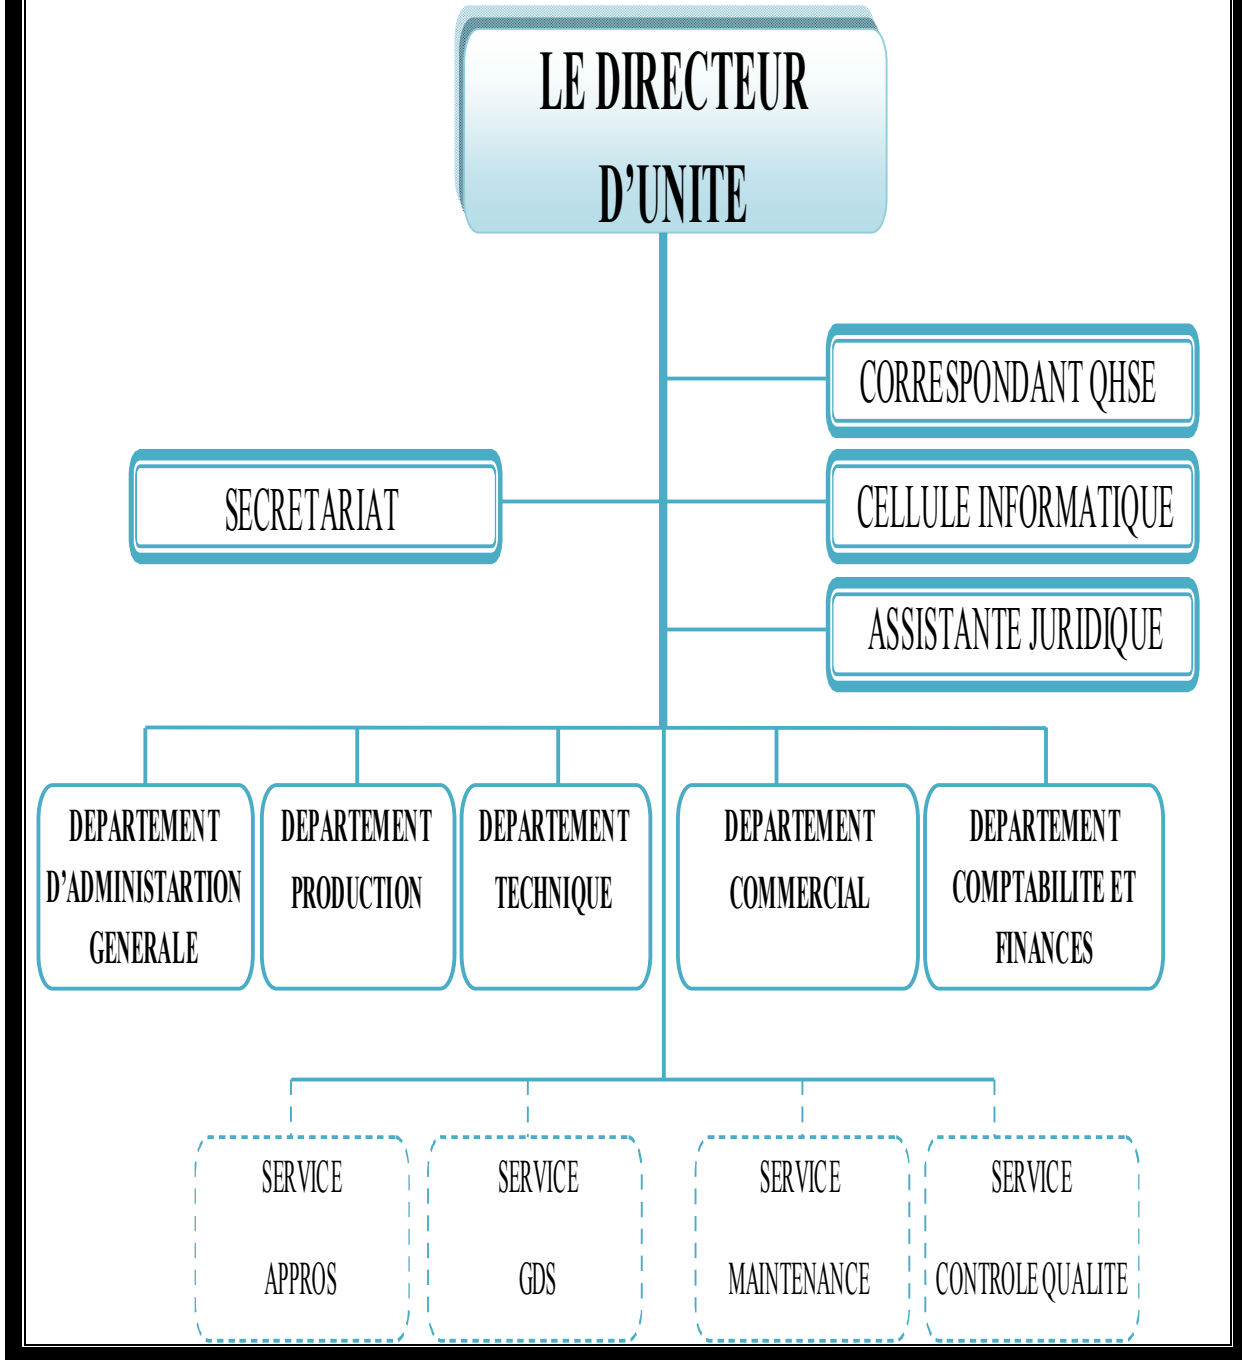 LE DIRECTEUR
D'UNITE
CORRESPONDANT QHSE
SECRETARIAT
CELLULE INFORMATIQUE
ASSISTANTE JURIDIQUE
DEPARTEMENT
D'ADMINISTARTION
GENERALE
DEPARTEMENT
PRODUCTION
DEPARTEMENT
TECHNIQUE
DEPARTEMENT
COMMERCIAL
DEPARTEMENT
COMPTABILITE ET
FINANCES
SERVICE
APPROS
SERVICE
GDS
SERVICE
MAINTENANCE
SERVICE
CONTROLE QUALITE